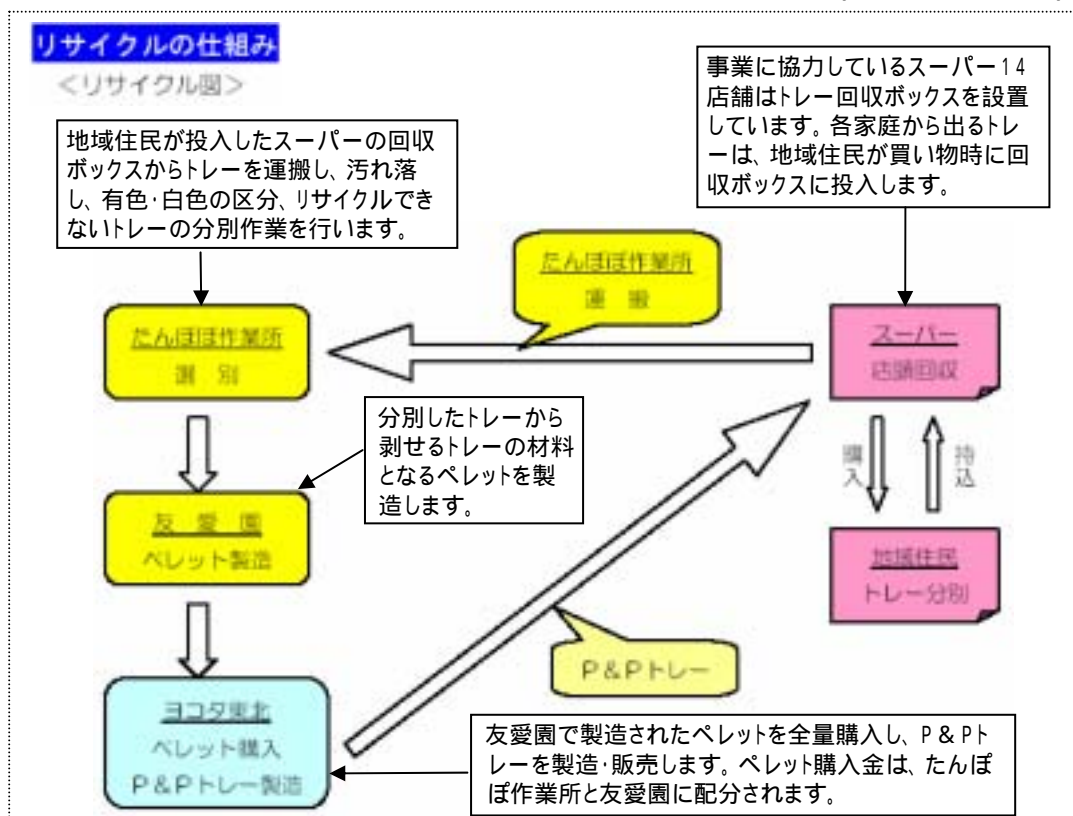 リサイクルの仕組み
＜リサイクル図＞
事業に協力しているスーパー14
店舗はトレー回収ボックスを設置
しています。各家庭から出るトレ
ーは、地域住民が買い物時に回
収ボックスに投入します。
地域住民が投入したスーパーの回収
ボックスからトレーを運搬し、汚れ落
し、有色･白色の区分、リサイクルでき
ないトレーの分別作業を行います。
たんぽぽ作業所
運 搬
たんぽぽ作業所
選 別
スーパー
店頭回収
分別したトレーから
剥せるトレーの材料
となるペレットを製
造します。
購入
持込
友 愛 園
ペレット製造
地域住民
トレー分別
P＆Pトレー
ヨコタ東北
ペレット購入
P＆Pトレー製造
友愛園で製造されたペレットを全量購入し、P＆Pト
レーを製造･販売します。ペレット購入金は、たんぽ
ぽ作業所と友愛園に配分されます。